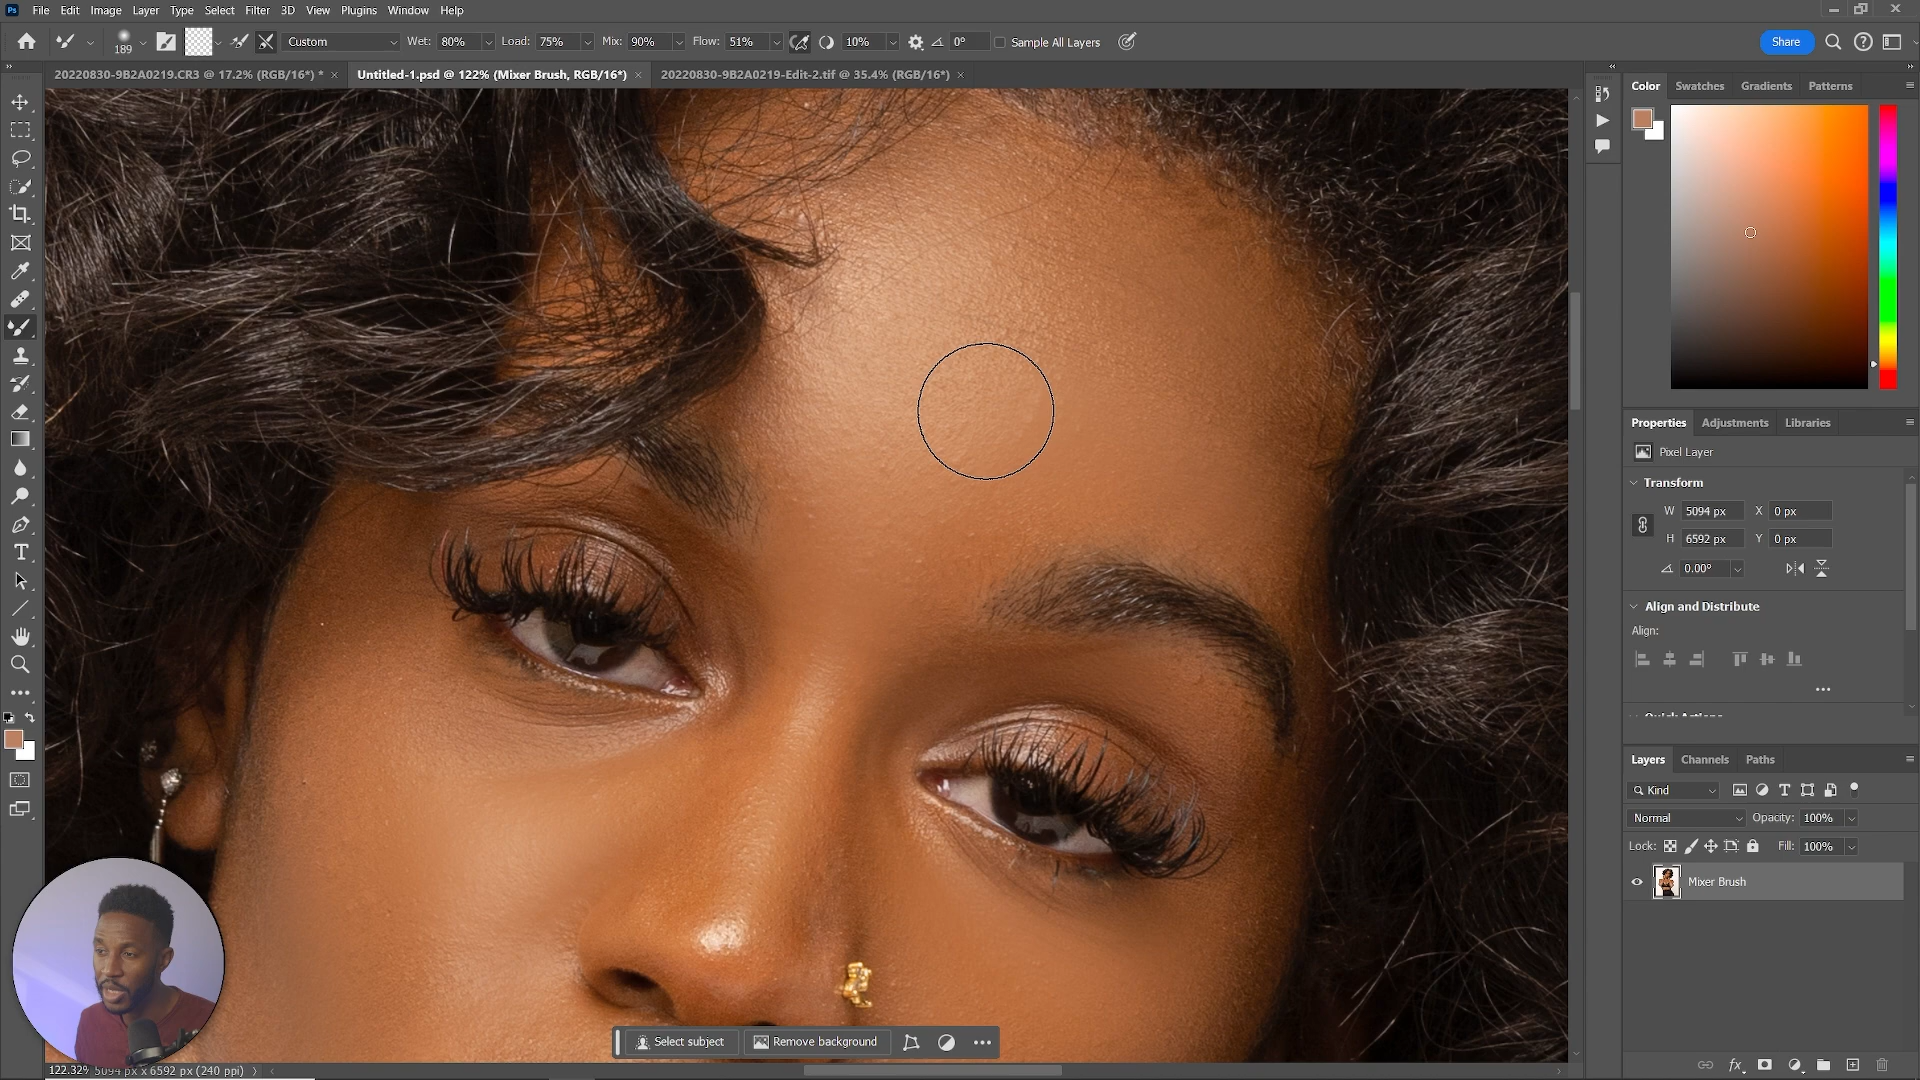 Ps File Edit Image Layer Type Select Filter 3D View Plugins Window Help
189 Custom Wet: 80% Load: 75% Mix: 90% Flow: 51% 10% 0° Sample All Layers Share
20220830-9B2A0219.CR3 @ 17.2% (RGB/16*) * × Untitled-1.psd @ 122% (Mixer Brush, RGB/16*) × 20220830-9B2A0219-Edit-2.tif @ 35.4% (RGB/16*) ×
Color Swatches Gradients Patterns
Properties Adjustments Libraries
Pixel Layer
Transform
W 5094 px X 0 px
H 6592 px Y 0 px
0.00°
Align and Distribute
Align:
Layers Channels Paths
Kind
Normal Opacity: 100%
Lock: Fill: 100%
Mixer Brush
Select subject Remove background
122.32% 5094 px x 6592 px (240 ppi)